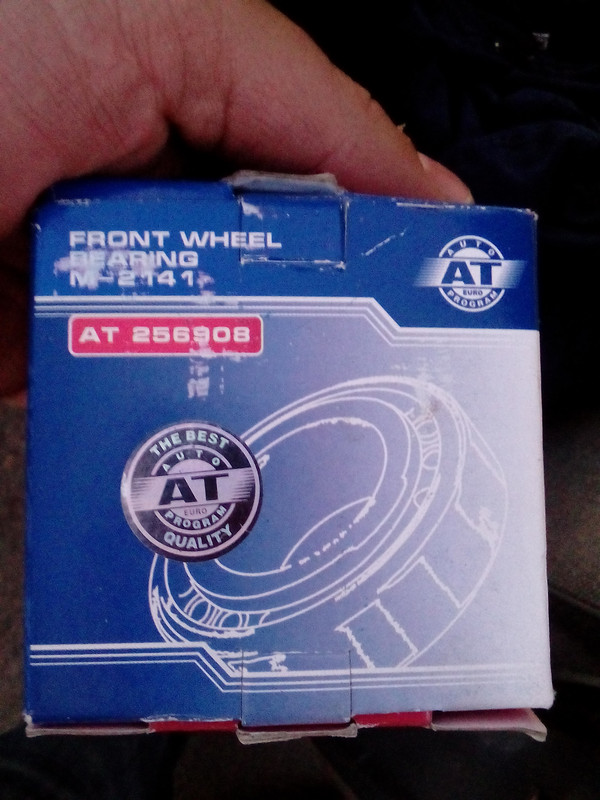 FRONT WHEEL
BEARING
M-2141
AUTO
AT
EURO
PROGRAM
AT 256908
THE BEST
AUTO
AT
EURO
PROGRAM
QUALITY